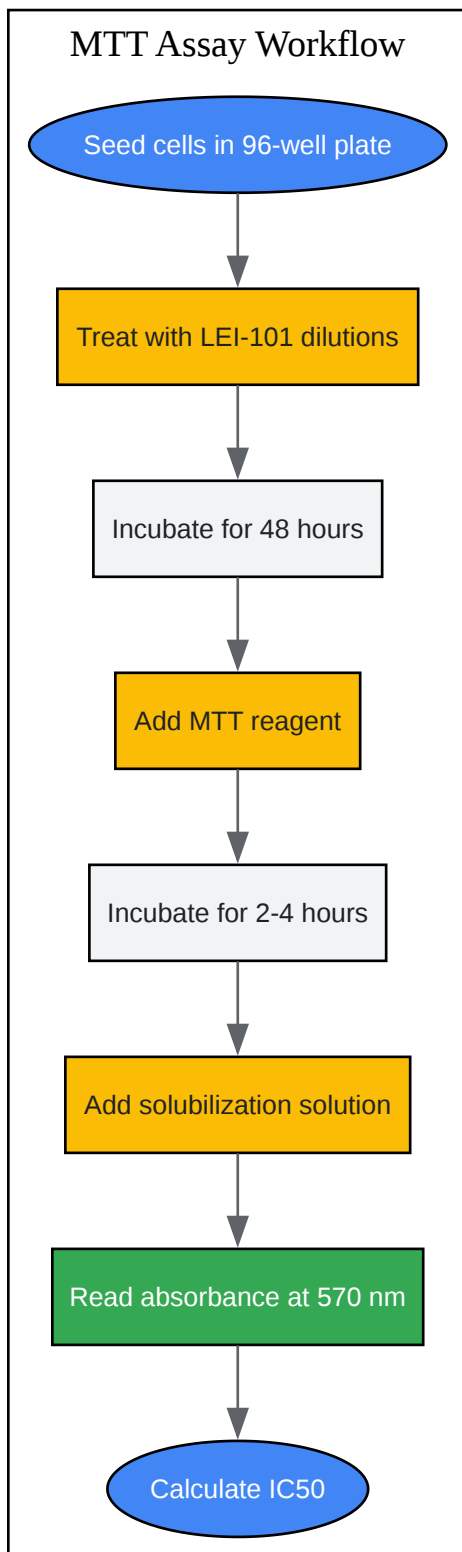 MTT Assay Workflow
Seed cells in 96-well plate
Treat with LEI-101 dilutions
Incubate for 48 hours
Add MTT reagent
Incubate for 2-4 hours
Add solubilization solution
Read absorbance at 570 nm
Calculate IC50